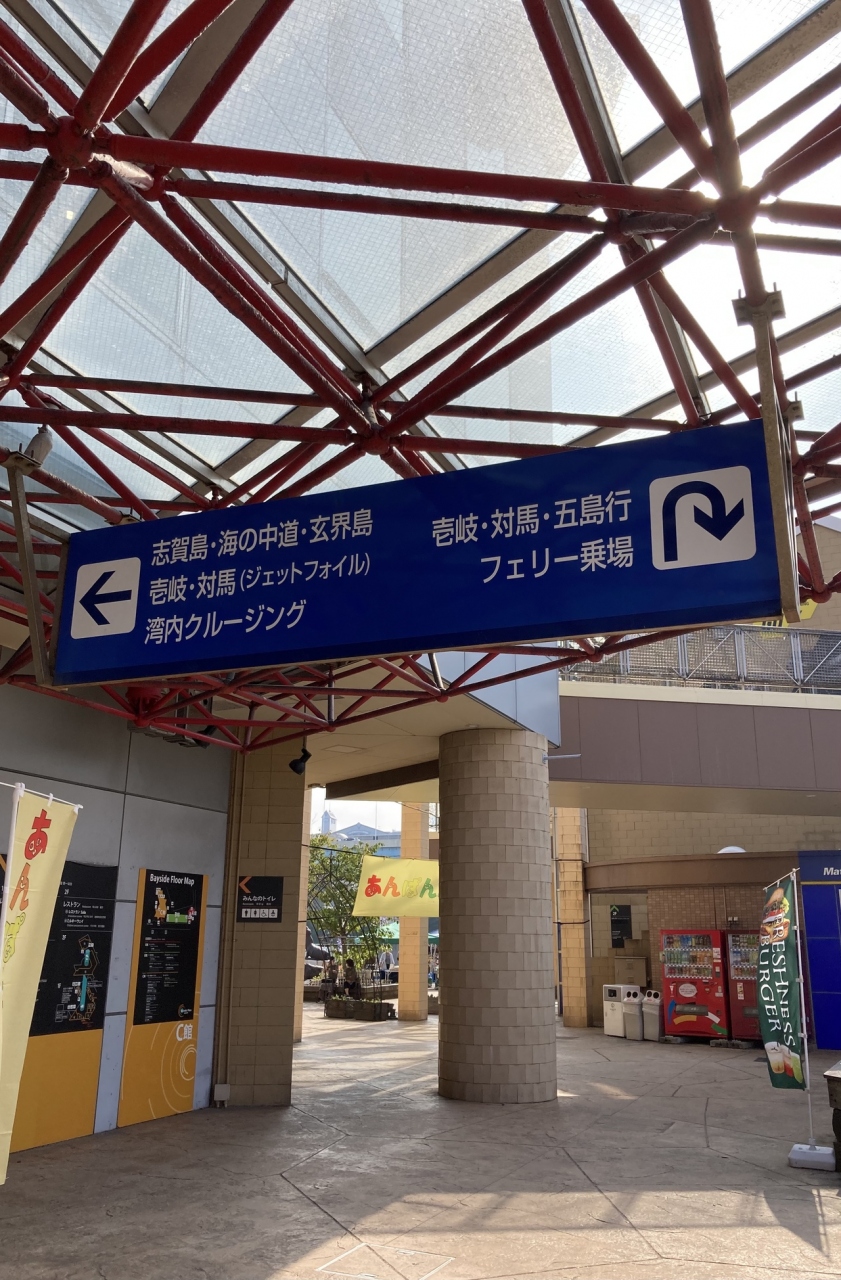 志賀島・海の中道・玄界島
壱岐・対馬(ジェットフォイル)
湾内クルージング
壱岐・対馬・五島行
フェリー乗場
あん
レストラン
Bayside Floor Map
C館
みんなのトイレ
あんぱん
FRESHNESS
BURGER